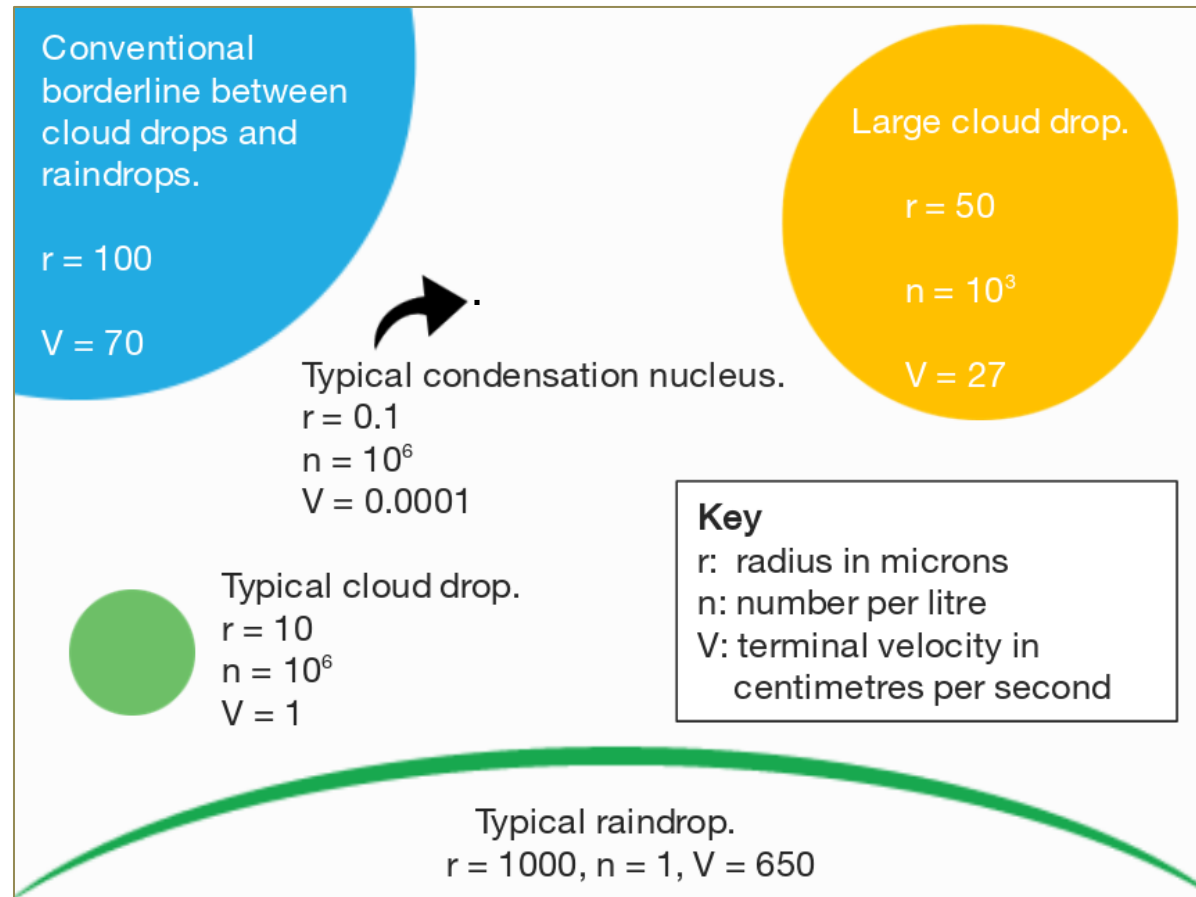 Conventional
borderline between
cloud drops and
raindrops.
r = 100
V = 70
Large cloud drop.
r = 50
n = 10³
V = 27
Typical condensation nucleus.
r = 0.1
n = 10⁶
V = 0.0001
Typical cloud drop.
r = 10
n = 10⁶
V = 1
Key
r: radius in microns
n: number per litre
V: terminal velocity in
centimetres per second
Typical raindrop.
r = 1000, n = 1, V = 650